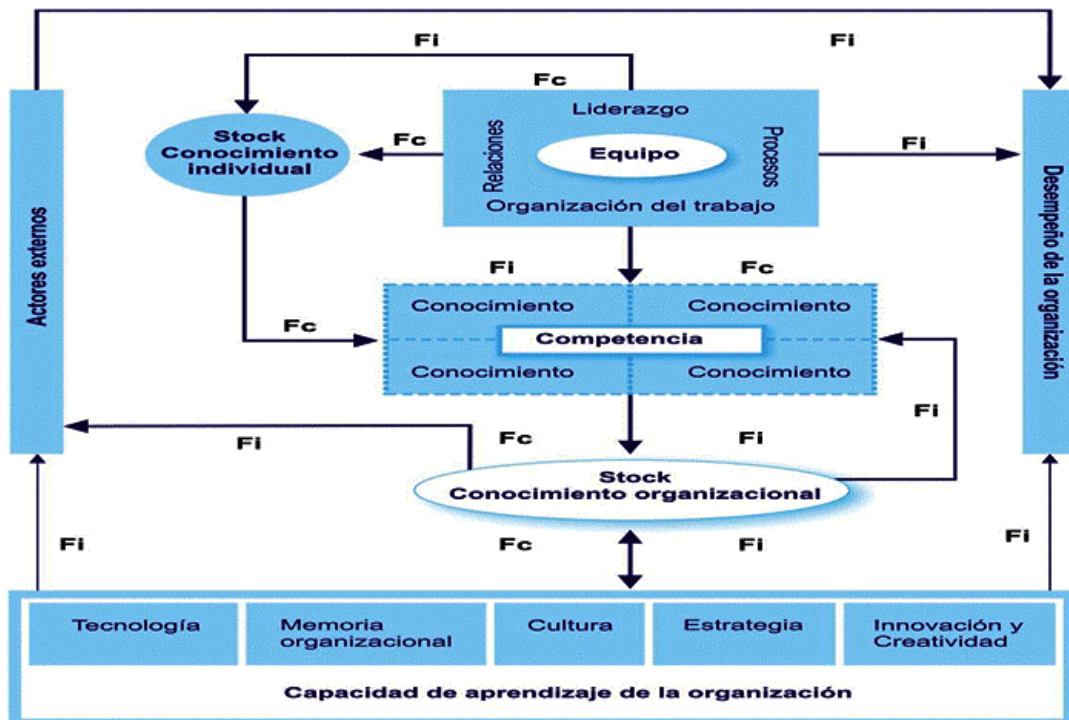 Fi
Fi
Fc
Liderazgo
Stock
Conocimiento
individual
Fc
Relaciones
Equipo
Procesos
Fi
Organización del trabajo
Actores externos
Desempeño de la organización
Fi
Fc
Conocimiento
Conocimiento
Fc
Competencia
Conocimiento
Conocimiento
Fi
Fi
Fc
Fi
Stock
Conocimiento organizacional
Fi
Fc
Fi
Fi
Tecnología
Memoria
organizacional
Cultura
Estrategia
Innovación y
Creatividad
Capacidad de aprendizaje de la organización